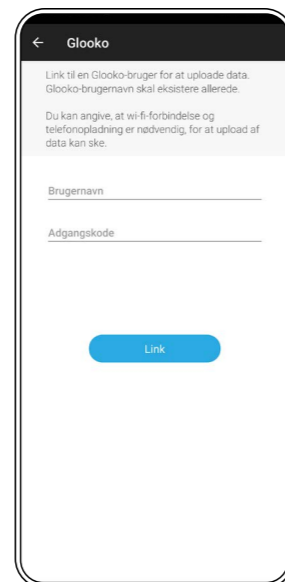 Glooko
Link til en Glooko-bruger for at uploade data.
Glooko-brugernavn skal eksistere allerede.
Du kan angive, at wi-fi-forbindelse og
telefonopladning er nødvendig, for at upload af
data kan ske.
Brugernavn
Adgangskode
Link